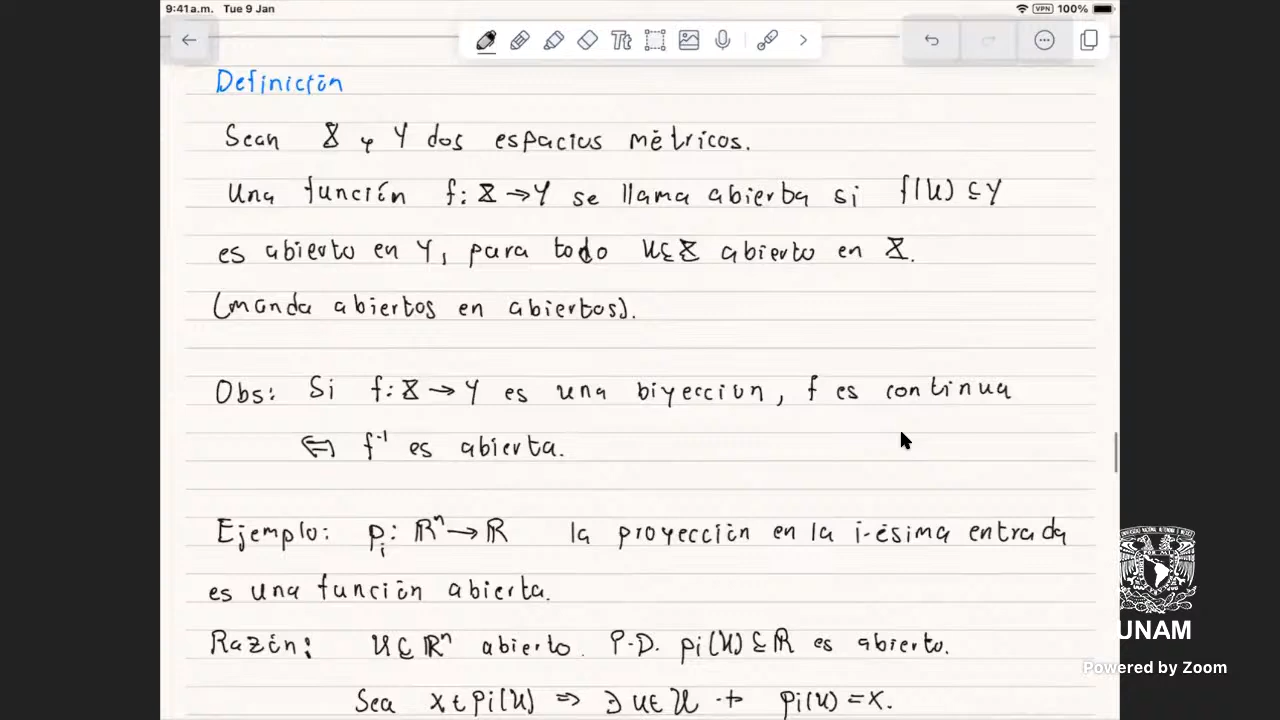 9:41a.m. Tue 9 Jan
VPN 100%
Tt
Definición
Sean X y Y dos espacios métricos.
Una función f: X → Y se llama abierta si f(U) ⊆ Y
es abierto en Y, para todo U ⊆ X abierto en X.
(manda abiertos en abiertos).
Obs: Si f: X → Y es una biyeccion, f es continua
⟺ f⁻¹ es abierta.
Ejemplo: pᵢ: ℝⁿ → ℝ la proyección en la i-ésima entrada
es una función abierta.
Razón: U ⊆ ℝⁿ abierto. P.D. pi(U) ⊆ ℝ es abierto.
Sea x ∈ pi(U) ⇒ ∃ u ∈ U + pi(u) = x.
UNAM
Powered by Zoom